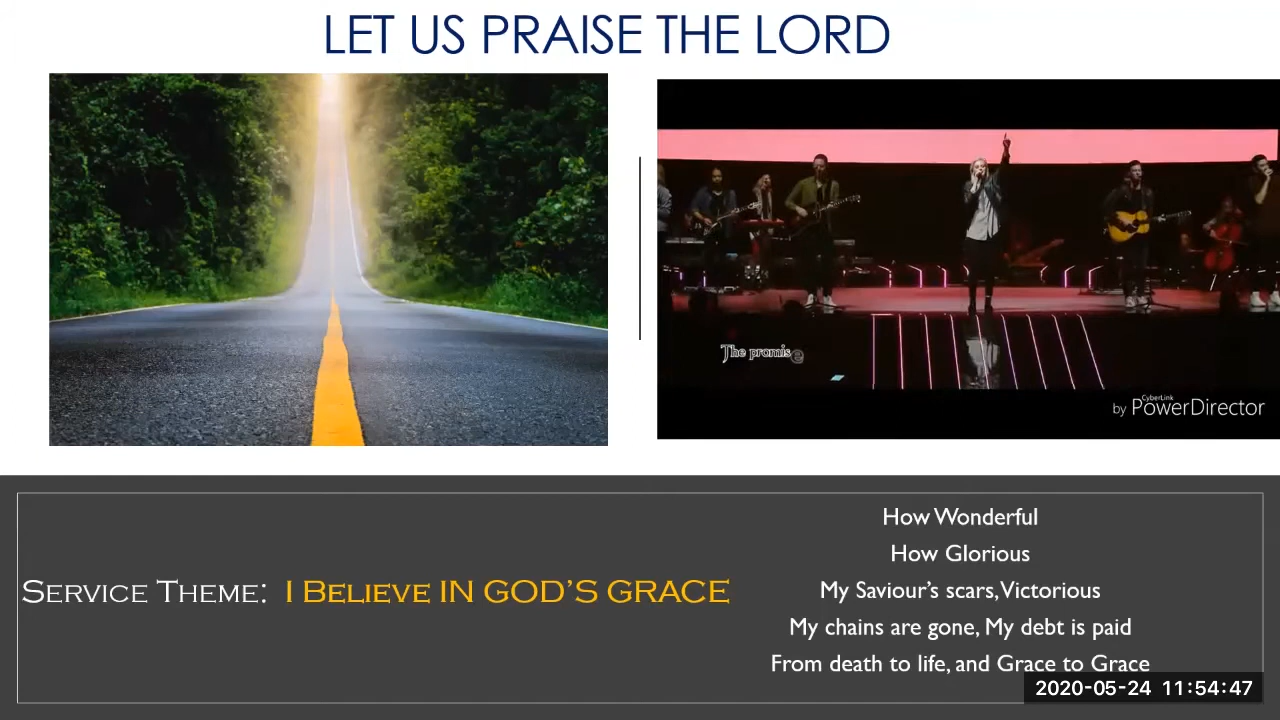 LET US PRAISE THE LORD
The promise
by CyberLink PowerDirector
SERVICE THEME: I BELIEVE IN GOD'S GRACE
How Wonderful
How Glorious
My Saviour's scars, Victorious
My chains are gone, My debt is paid
From death to life, and Grace to Grace
2020-05-24 11:54:47